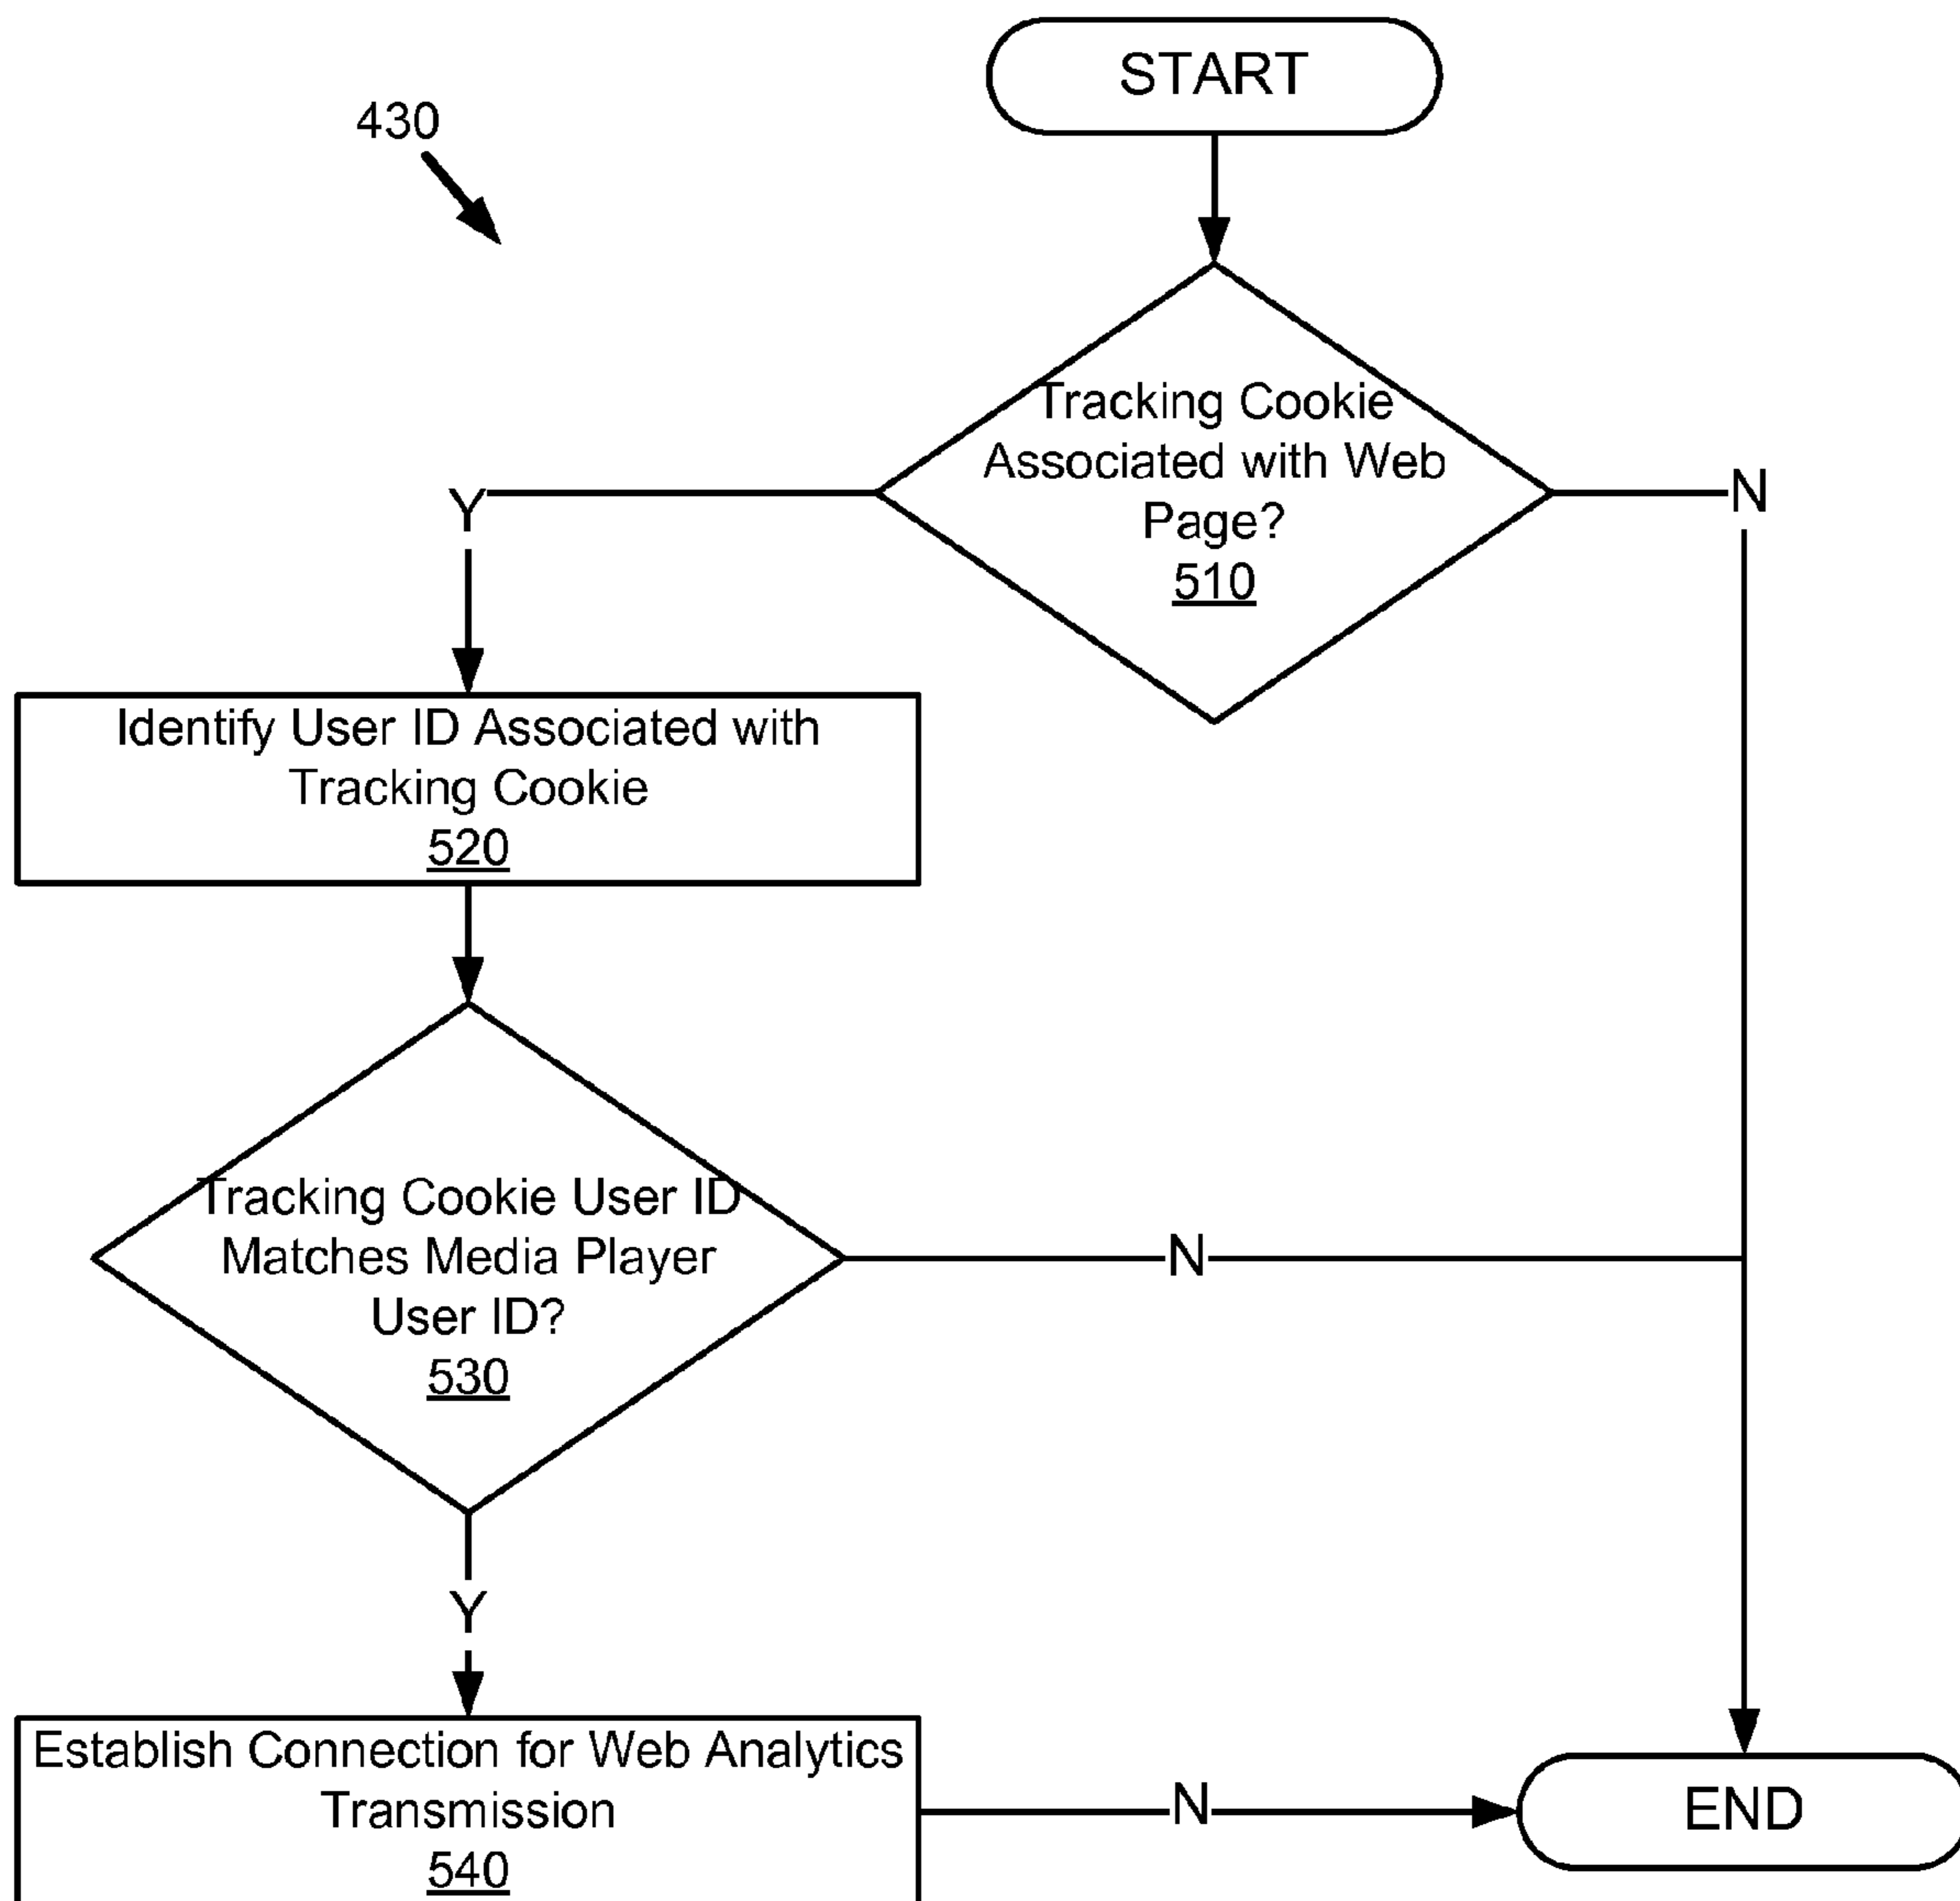 START
430
Tracking Cookie
Associated with Web
Page?
510
Y
N
Identify User ID Associated with
Tracking Cookie
520
Tracking Cookie User ID
Matches Media Player
User ID?
530
N
Y
Establish Connection for Web Analytics
Transmission
540
N
END